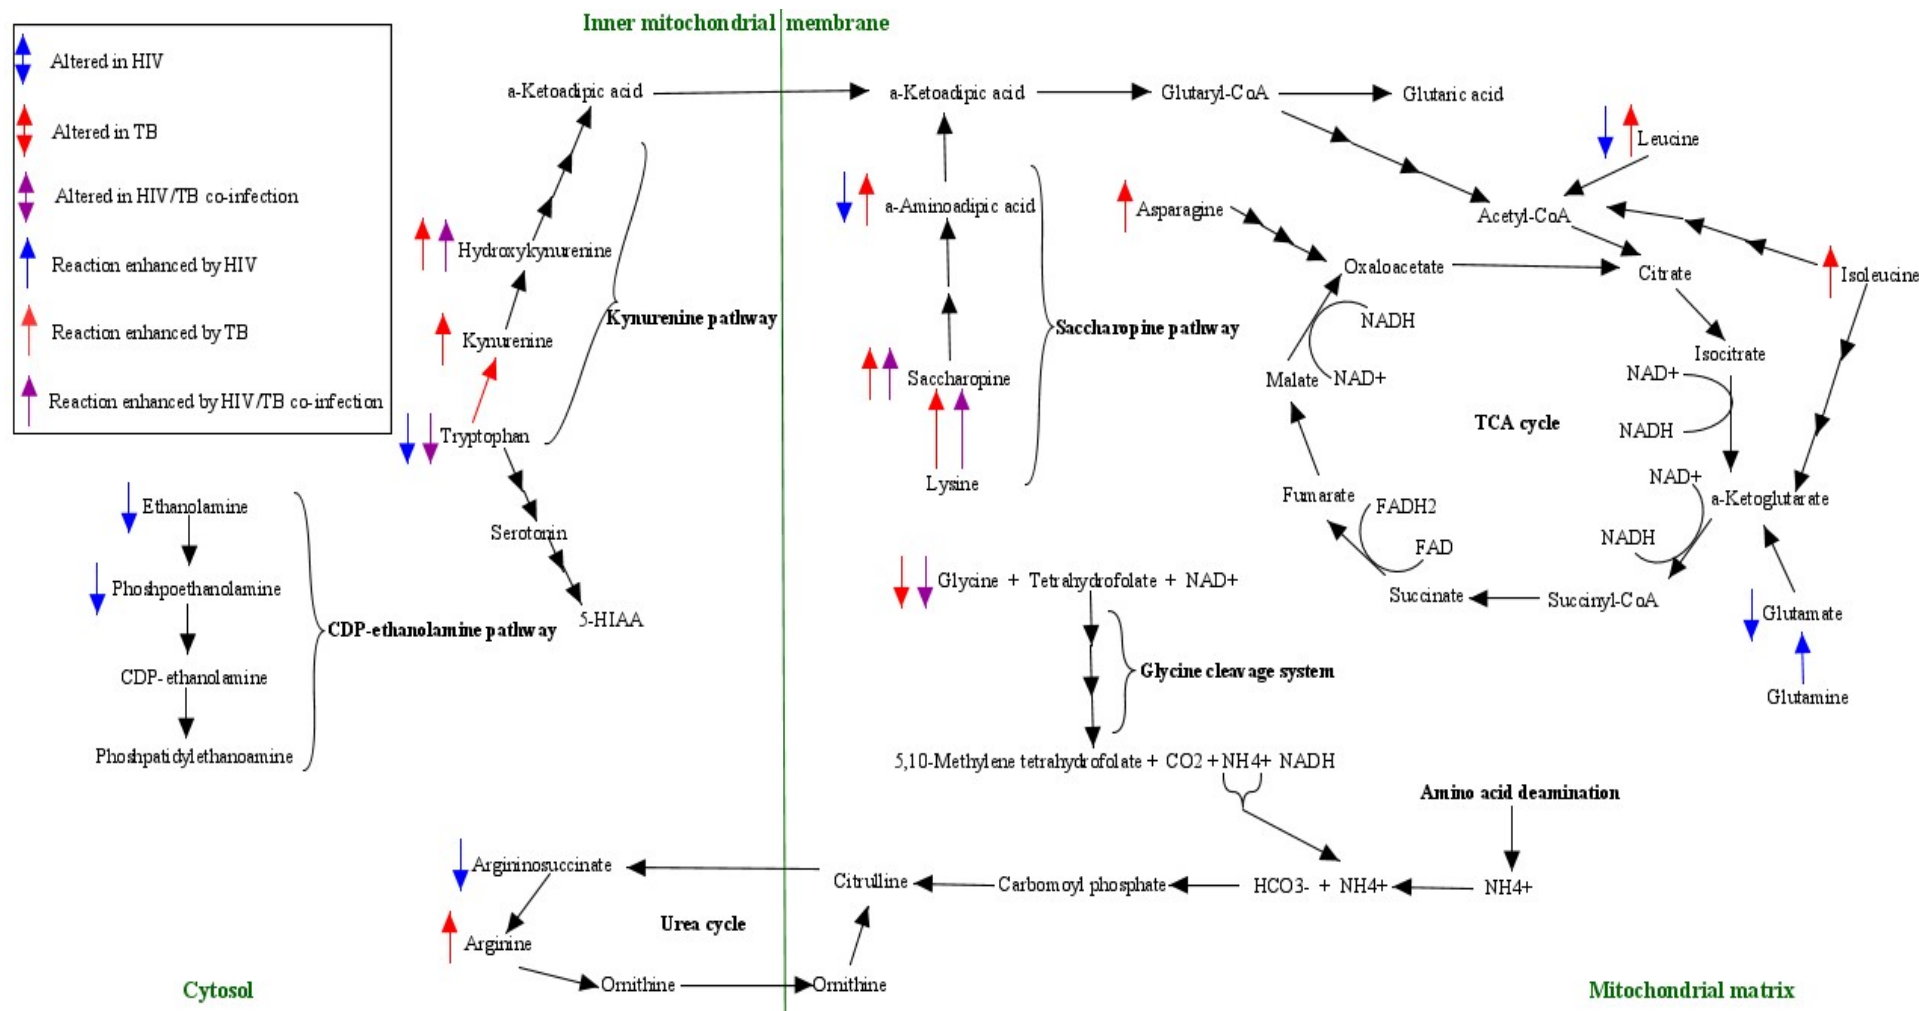 Inner mitochondrial membrane
Altered in HIV
Altered in TB
Altered in HIV/TB co-infection
Reaction enhanced by HIV
Reaction enhanced by TB
Reaction enhanced by HIV/TB co-infection
a-Ketoadipic acid
Hydroxykynurenine
Kynurenine pathway
Kynurenine
Tryptophan
Serotonin
5-HIAA
Ethanolamine
Phoshpoethanolamine
CDP-ethanolamine pathway
CDP-ethanolamine
Phoshpatidylethanoamine
a-Ketoadipic acid
Glutaryl-CoA
Glutaric acid
a-Aminoadipic acid
Saccharopine pathway
Saccharopine
Lysine
Leucine
Asparagine
Acetyl-CoA
Isoleucine
Oxaloacetate
Citrate
NADH
NAD+
Malate
Isocitrate
NAD+
NADH
TCA cycle
Fumarate
FADH2
FAD
NAD+
NADH
a-Ketoglutarate
Succinate
Succinyl-CoA
Glutamate
Glutamine
Glycine + Tetrahydrofolate + NAD+
Glycine cleavage system
5,10-Methylene tetrahydrofolate + CO2 + NH4+ NADH
Amino acid deamination
NH4+
HCO3- + NH4+
Carbomoyl phosphate
Citrulline
Argininosuccinate
Urea cycle
Arginine
Ornithine
Ornithine
Cytosol
Mitochondrial matrix